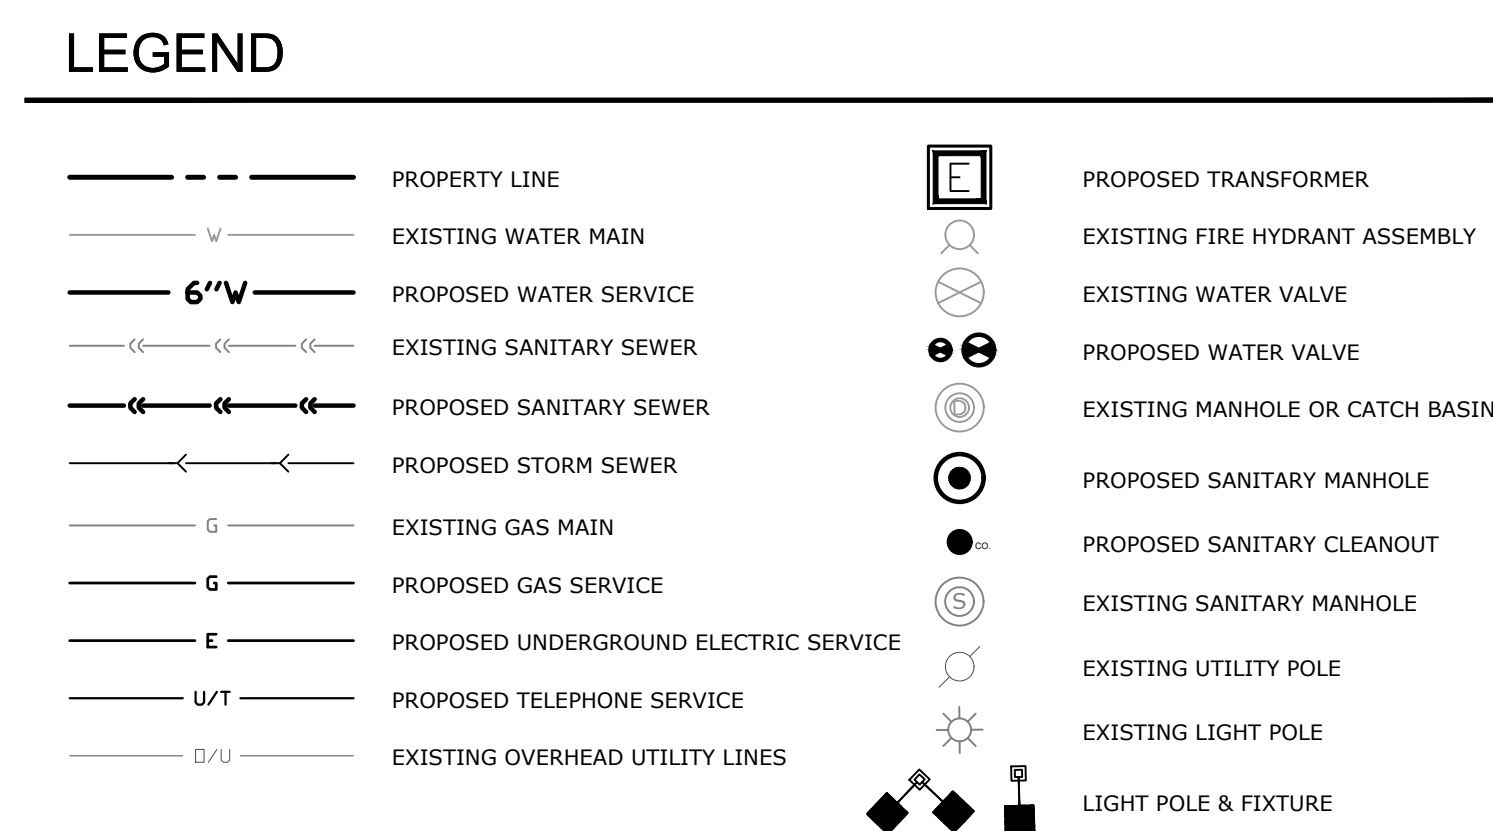 LEGEND
PROPERTY LINE
W EXISTING WATER MAIN
6"W PROPOSED WATER SERVICE
EXISTING SANITARY SEWER
PROPOSED SANITARY SEWER
PROPOSED STORM SEWER
G EXISTING GAS MAIN
G PROPOSED GAS SERVICE
E PROPOSED UNDERGROUND ELECTRIC SERVICE
U/T PROPOSED TELEPHONE SERVICE
O/U EXISTING OVERHEAD UTILITY LINES
E PROPOSED TRANSFORMER
EXISTING FIRE HYDRANT ASSEMBLY
EXISTING WATER VALVE
PROPOSED WATER VALVE
D EXISTING MANHOLE OR CATCH BASIN
PROPOSED SANITARY MANHOLE
CO. PROPOSED SANITARY CLEANOUT
S EXISTING SANITARY MANHOLE
EXISTING UTILITY POLE
EXISTING LIGHT POLE
LIGHT POLE & FIXTURE